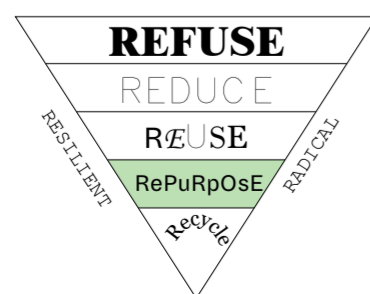 REFUSE
REDUCE
REUSE
RePuRpOsE
Recycle
RESILIENT
RADICAL